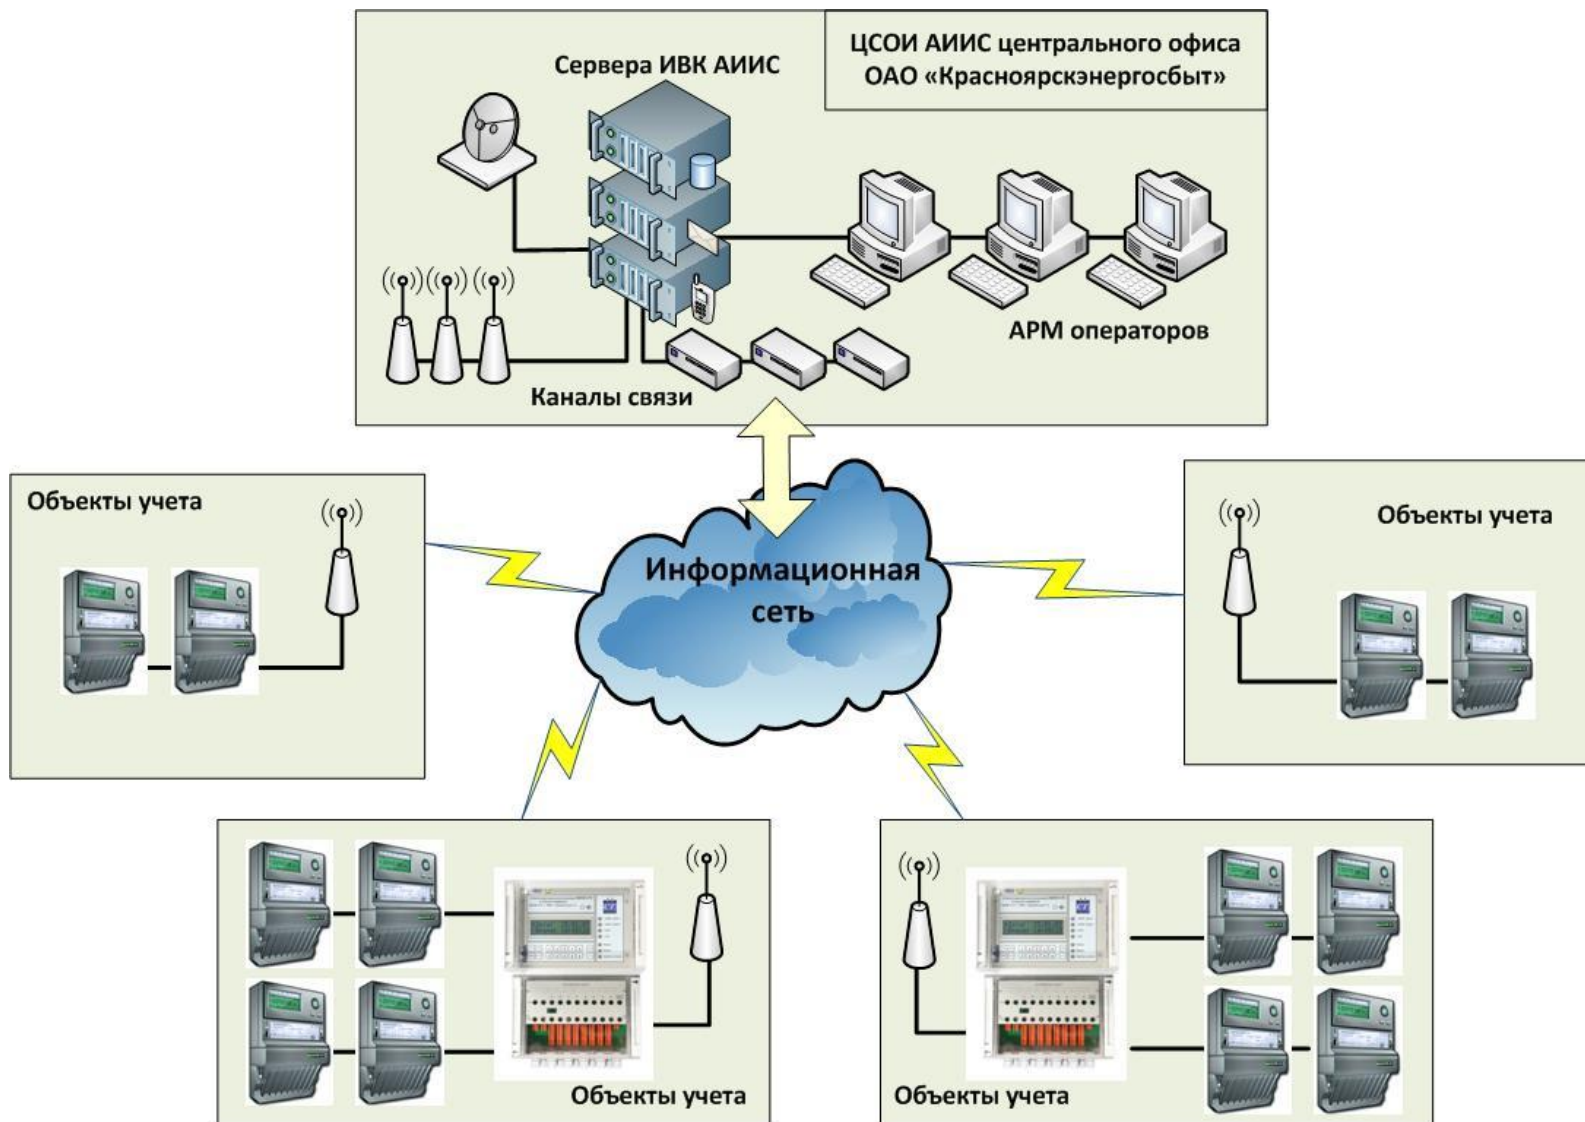 ЦСОИ АИИС центрального офиса
ОАО «Красноярскэнергосбыт»
Сервера ИВК АИИС
АРМ операторов
Каналы связи
Объекты учета
Объекты учета
Информационная
сеть
Объекты учета
Объекты учета